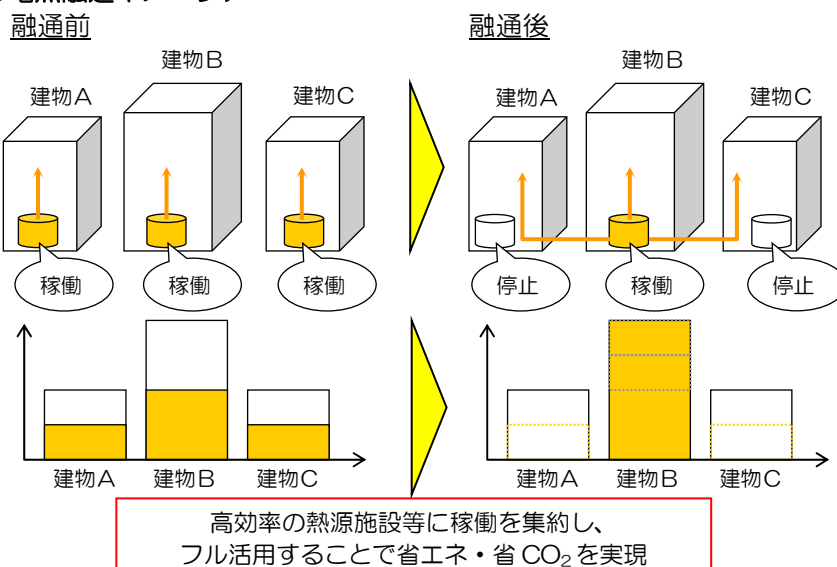 融通前
融通後
建物A
建物B
建物C
建物A
建物B
建物C
稼働
稼働
稼働
停止
稼働
停止
建物A
建物B
建物C
建物A
建物B
建物C
高効率の熱源施設等に稼働を集約し、
フル活用することで省エネ・省CO₂を実現